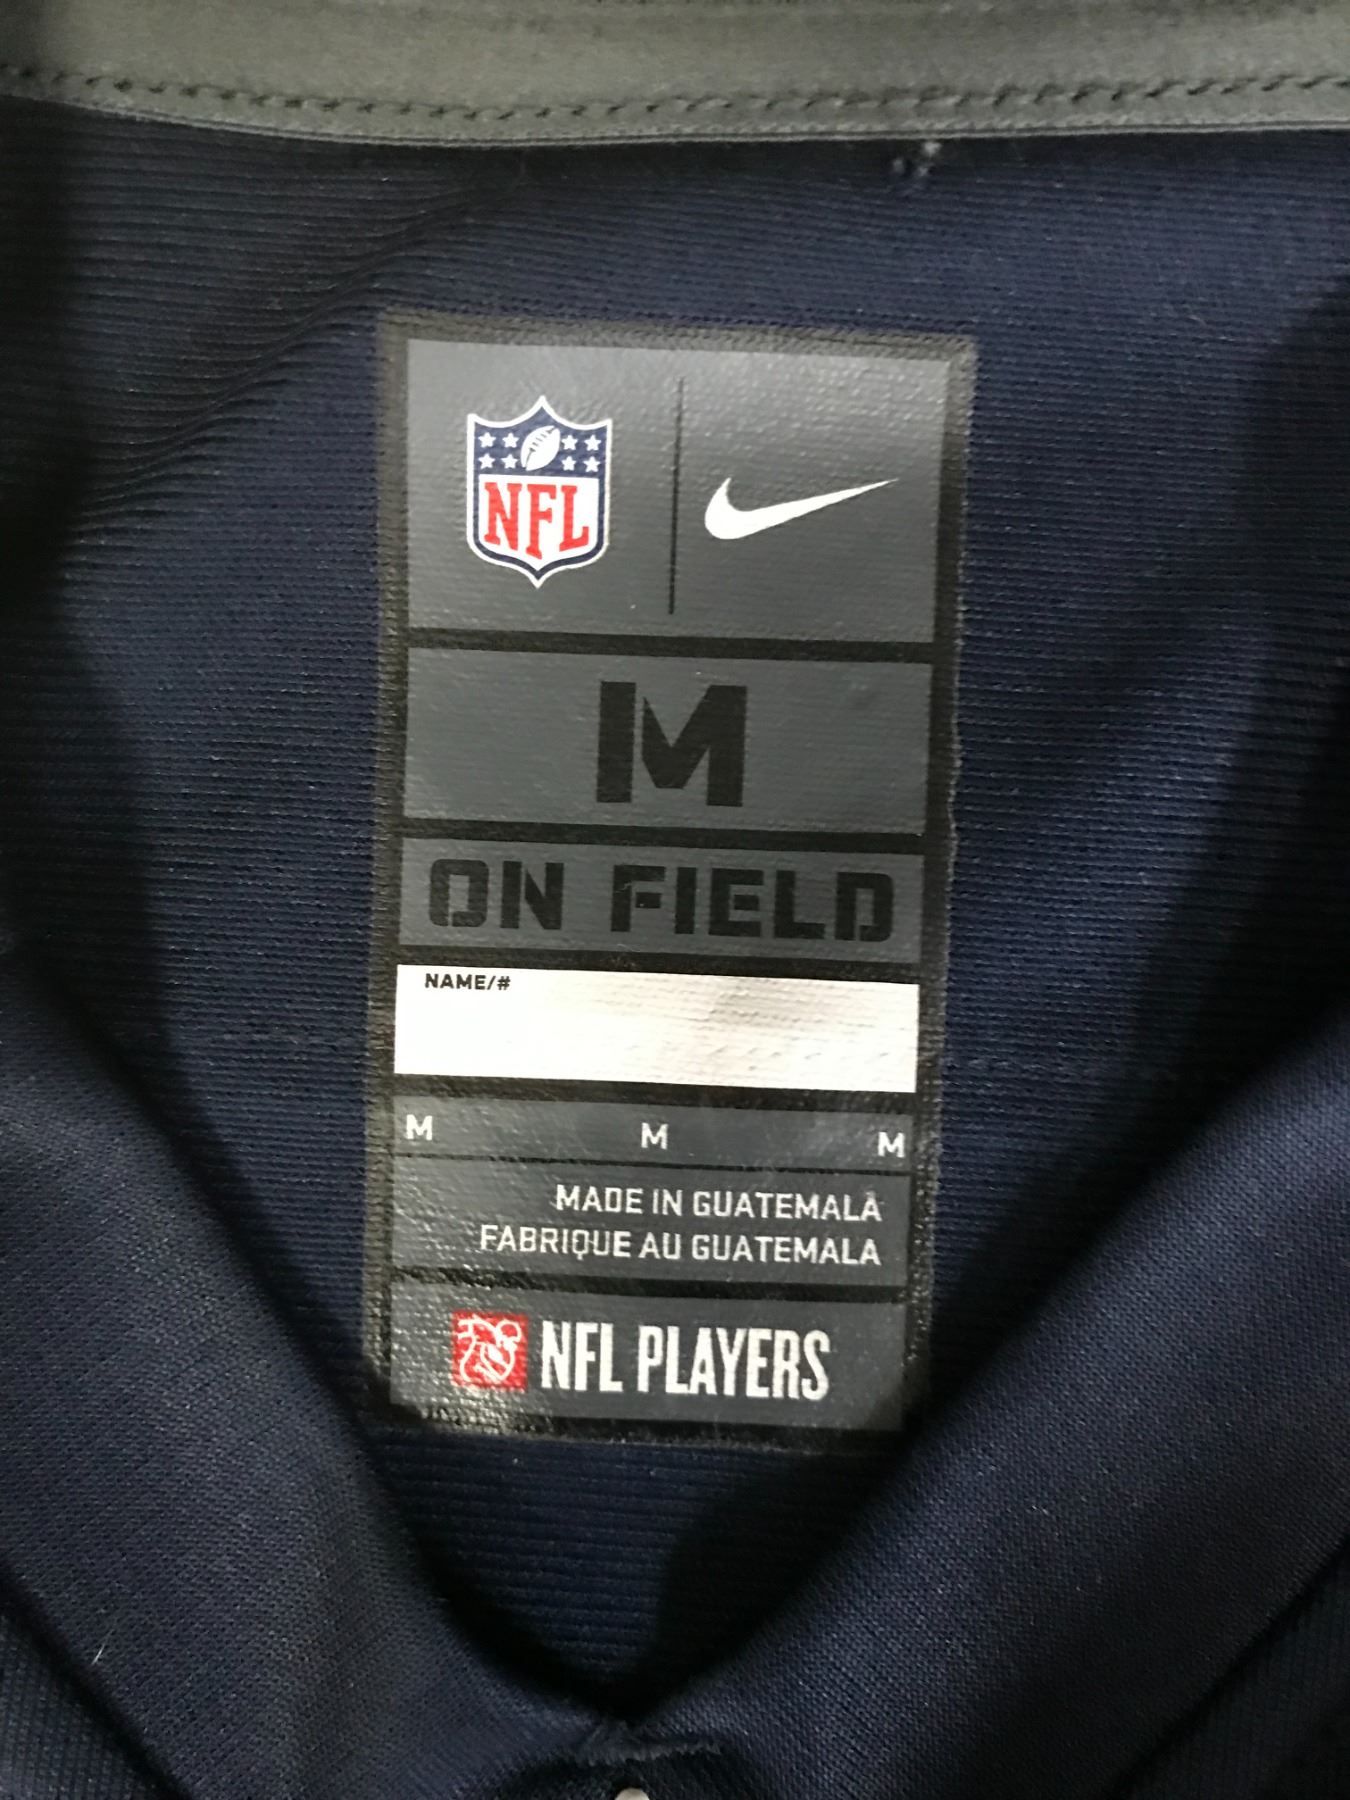 NFL
M
ON FIELD
NAME/#
M M M
MADE IN GUATEMALA
FABRIQUE AU GUATEMALA
NFL PLAYERS